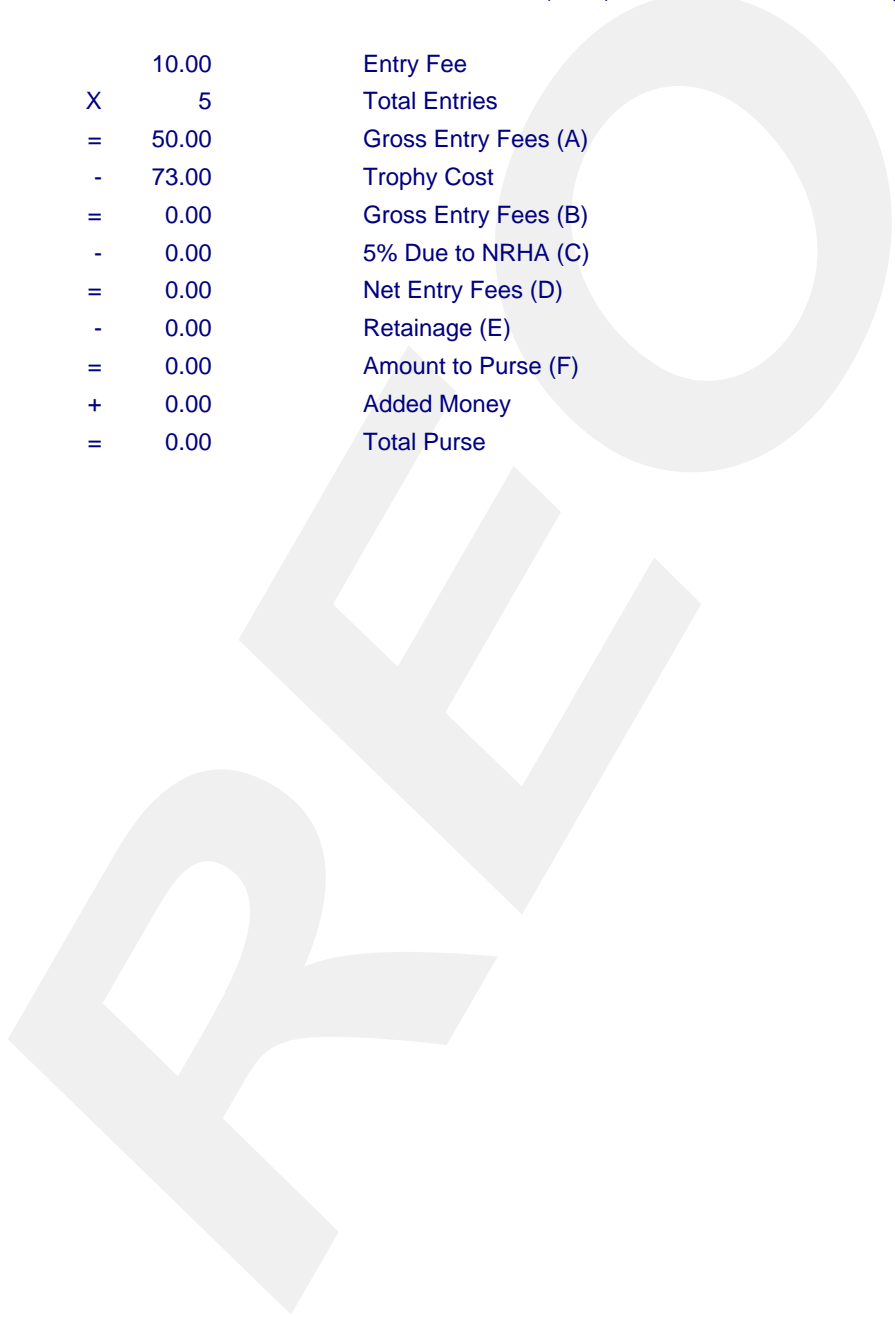 10.00 Entry Fee
X 5 Total Entries
= 50.00 Gross Entry Fees (A)
- 73.00 Trophy Cost
= 0.00 Gross Entry Fees (B)
- 0.00 5% Due to NRHA (C)
= 0.00 Net Entry Fees (D)
- 0.00 Retainage (E)
= 0.00 Amount to Purse (F)
+ 0.00 Added Money
= 0.00 Total Purse
REO